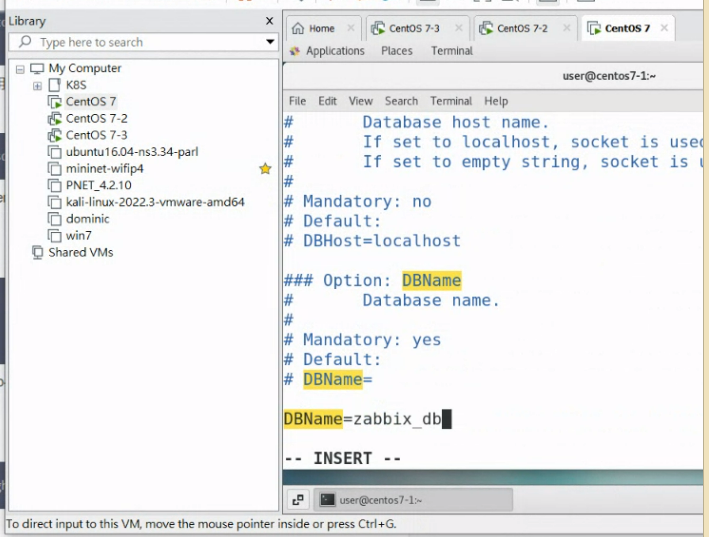 Library
x
Type here to search
My Computer
K8S
CentOS 7
CentOS 7-2
CentOS 7-3
ubuntu16.04-ns3.34-parl
mininet-wifip4
PNET_4.2.10
kali-linux-2022.3-vmware-amd64
dominic
win7
Shared VMs
Home × CentOS 7-3 × CentOS 7-2 × CentOS 7 ×
Applications Places Terminal
user@centos7-1:~
File Edit View Search Terminal Help
# Database host name.
# If set to localhost, socket is used
# If set to empty string, socket is
#
# Mandatory: no
# Default:
# DBHost=localhost
### Option: DBName
# Database name.
#
# Mandatory: yes
# Default:
# DBName=
DBName=zabbix_db
-- INSERT --
user@centos7-1:~
To direct input to this VM, move the mouse pointer inside or press Ctrl+G.